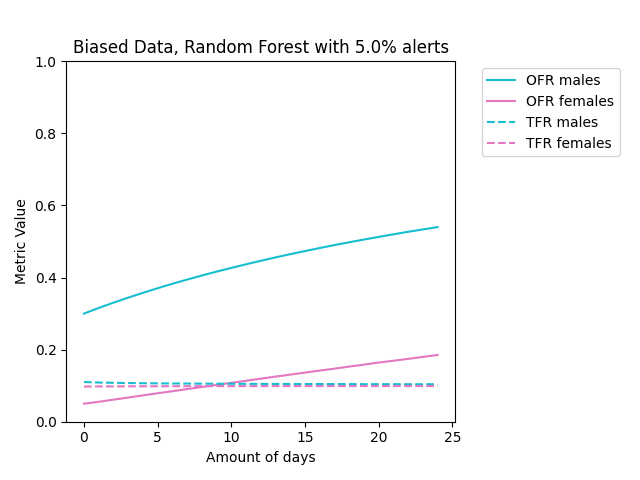 Biased Data, Random Forest with 5.0% alerts
OFR males
OFR females
TFR males
TFR females
Metric Value
1.0
0.8
0.6
0.4
0.2
0.0
0 5 10 15 20 25
Amount of days